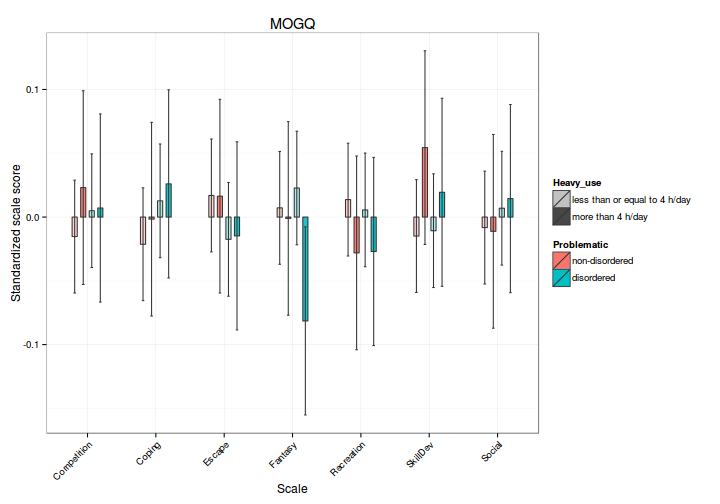 MOGQ
Standardized scale score
0.1
0.0
-0.1
Competition
Coping
Escape
Fantasy
Recreation
SkillDev
Social
Scale
Heavy_use
less than or equal to 4 h/day
more than 4 h/day
Problematic
non-disordered
disordered